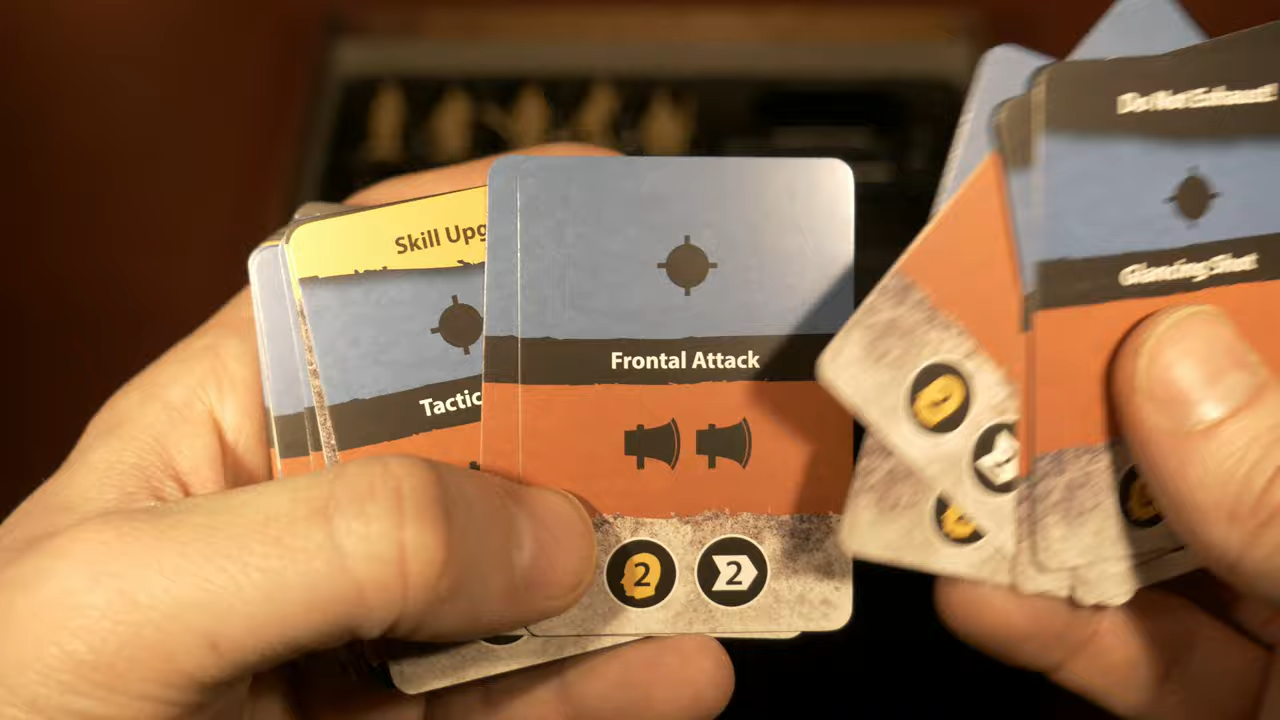 Skill Upg
Tactic
Frontal Attack
2 2
Do Not Exhaust!
Glancing Shot